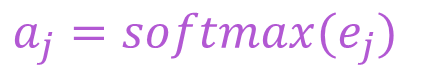 a_j = softmax(e_j)